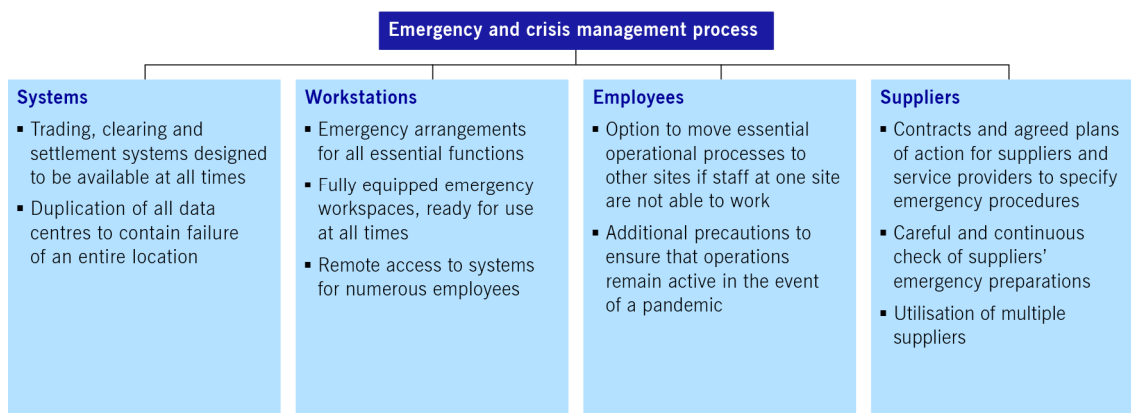 Emergency and crisis management process
Systems
▪ Trading, clearing and
settlement systems designed
to be available at all times
▪ Duplication of all data
centres to contain failure
of an entire location
Workstations
▪ Emergency arrangements
for all essential functions
▪ Fully equipped emergency
workspaces, ready for use
at all times
▪ Remote access to systems
for numerous employees
Employees
▪ Option to move essential
operational processes to
other sites if staff at one site
are not able to work
▪ Additional precautions to
ensure that operations
remain active in the event
of a pandemic
Suppliers
▪ Contracts and agreed plans
of action for suppliers and
service providers to specify
emergency procedures
▪ Careful and continuous
check of suppliers’
emergency preparations
▪ Utilisation of multiple
suppliers